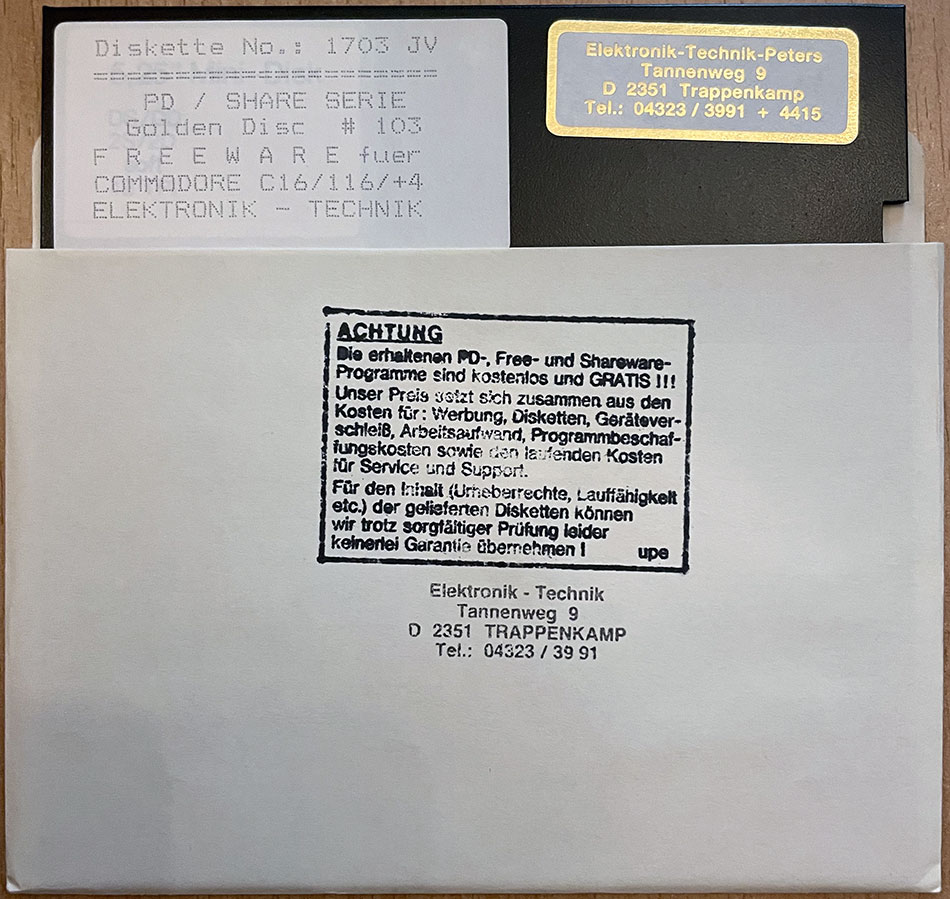 Diskette No.: 1703 JV
=====================
PD / SHARE SERIE
Golden Disc # 103
F R E E W A R E fuer
COMMODORE C16/116/+4
ELEKTRONIK - TECHNIK
Elektronik-Technik-Peters
Tannenweg 9
D 2351 Trappenkamp
Tel.: 04323 / 3991 + 4415
ACHTUNG
Die erhaltenen PD-, Free- und Shareware-
Programme sind kostenlos und GRATIS !!!
Unser Preis setzt sich zusammen aus den
Kosten für: Werbung, Disketten, Gerätever-
schleiß, Arbeitsaufwand, Programmbeschaf-
fungskosten sowie den laufenden Kosten
für Service und Support.
Für den Inhalt (Urheberrechte, Lauffähigkeit
etc.) der gelieferten Disketten können
wir trotz sorgfältiger Prüfung leider
keinerlei Garantie übernehmen ! upe
Elektronik - Technik
Tannenweg 9
D 2351 TRAPPENKAMP
Tel.: 04323 / 39 91